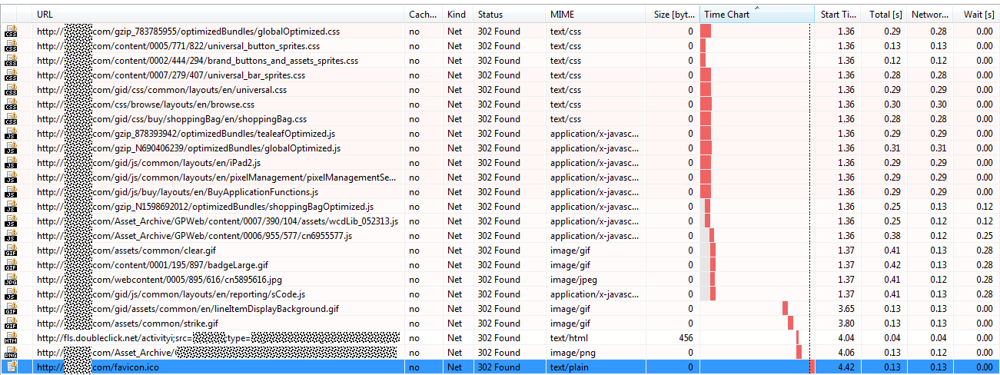 URL Cach... Kind Status MIME Size [byt... Time Chart Start Ti... Total [s] Networ... Wait [s]
CSS http:// com/gzip_783785955/optimizedBundles/globalOptimized.css no Net 302 Found text/css 0 1.36 0.29 0.28 0.00
CSS http:// com/content/0005/771/822/universal_button_sprites.css no Net 302 Found text/css 0 1.36 0.13 0.13 0.00
CSS http:// com/content/0002/444/294/brand_buttons_and_assets_sprites.css no Net 302 Found text/css 0 1.36 0.12 0.12 0.00
CSS http:// com/content/0007/279/407/universal_bar_sprites.css no Net 302 Found text/css 0 1.36 0.28 0.28 0.00
CSS http:// com/gid/css/common/layouts/en/universal.css no Net 302 Found text/css 0 1.36 0.29 0.29 0.00
CSS http:// com/css/browse/layouts/en/browse.css no Net 302 Found text/css 0 1.36 0.30 0.30 0.00
CSS http:// com/gid/css/buy/shoppingBag/en/shoppingBag.css no Net 302 Found text/css 0 1.36 0.28 0.28 0.00
JS http:// com/gzip_878393942/optimizedBundles/tealeafOptimized.js no Net 302 Found application/x-javasc... 0 1.36 0.29 0.29 0.00
JS http:// com/gzip_N690406239/optimizedBundles/globalOptimized.js no Net 302 Found application/x-javasc... 0 1.36 0.31 0.31 0.00
JS http:// com/gid/js/common/layouts/en/iPad2.js no Net 302 Found application/x-javasc... 0 1.36 0.29 0.29 0.00
JS http:// com/gid/js/common/layouts/en/pixelManagement/pixelManagementSe... no Net 302 Found application/x-javasc... 0 1.36 0.29 0.29 0.00
JS http:// com/gid/js/buy/layouts/en/BuyApplicationFunctions.js no Net 302 Found application/x-javasc... 0 1.36 0.29 0.29 0.00
JS http:// com/gzip_N1598692012/optimizedBundles/shoppingBagOptimized.js no Net 302 Found application/x-javasc... 0 1.36 0.25 0.13 0.12
JS http:// com/Asset_Archive/GPWeb/content/0007/390/104/assets/wcdLib_052313.js no Net 302 Found application/x-javasc... 0 1.36 0.25 0.12 0.12
JS http:// com/Asset_Archive/GPWeb/content/0006/955/577/cn6955577.js no Net 302 Found application/x-javasc... 0 1.36 0.38 0.12 0.25
GIF http:// com/assets/common/clear.gif no Net 302 Found image/gif 0 1.37 0.41 0.13 0.28
GIF http:// com/content/0001/195/897/badgeLarge.gif no Net 302 Found image/gif 0 1.37 0.42 0.13 0.28
JPG http:// com/webcontent/0005/895/616/cn5895616.jpg no Net 302 Found image/jpeg 0 1.37 0.41 0.12 0.28
JS http:// com/gid/js/common/layouts/en/reporting/sCode.js no Net 302 Found application/x-javasc... 0 1.37 0.41 0.13 0.28
GIF http:// com/gid/assets/common/en/lineItemDisplayBackground.gif no Net 302 Found image/gif 0 3.65 0.13 0.13 0.00
GIF http:// com/assets/common/strike.gif no Net 302 Found image/gif 0 3.80 0.13 0.13 0.00
HTM http://fls.doubleclick.net/activityi;src= ;type= no Net 302 Found text/html 456 4.04 0.04 0.04 0.00
PNG http:// com/Asset_Archive/ no Net 302 Found image/png 0 4.06 0.13 0.12 0.00
http:// com/favicon.ico no Net 302 Found text/plain 0 4.42 0.13 0.13 0.00